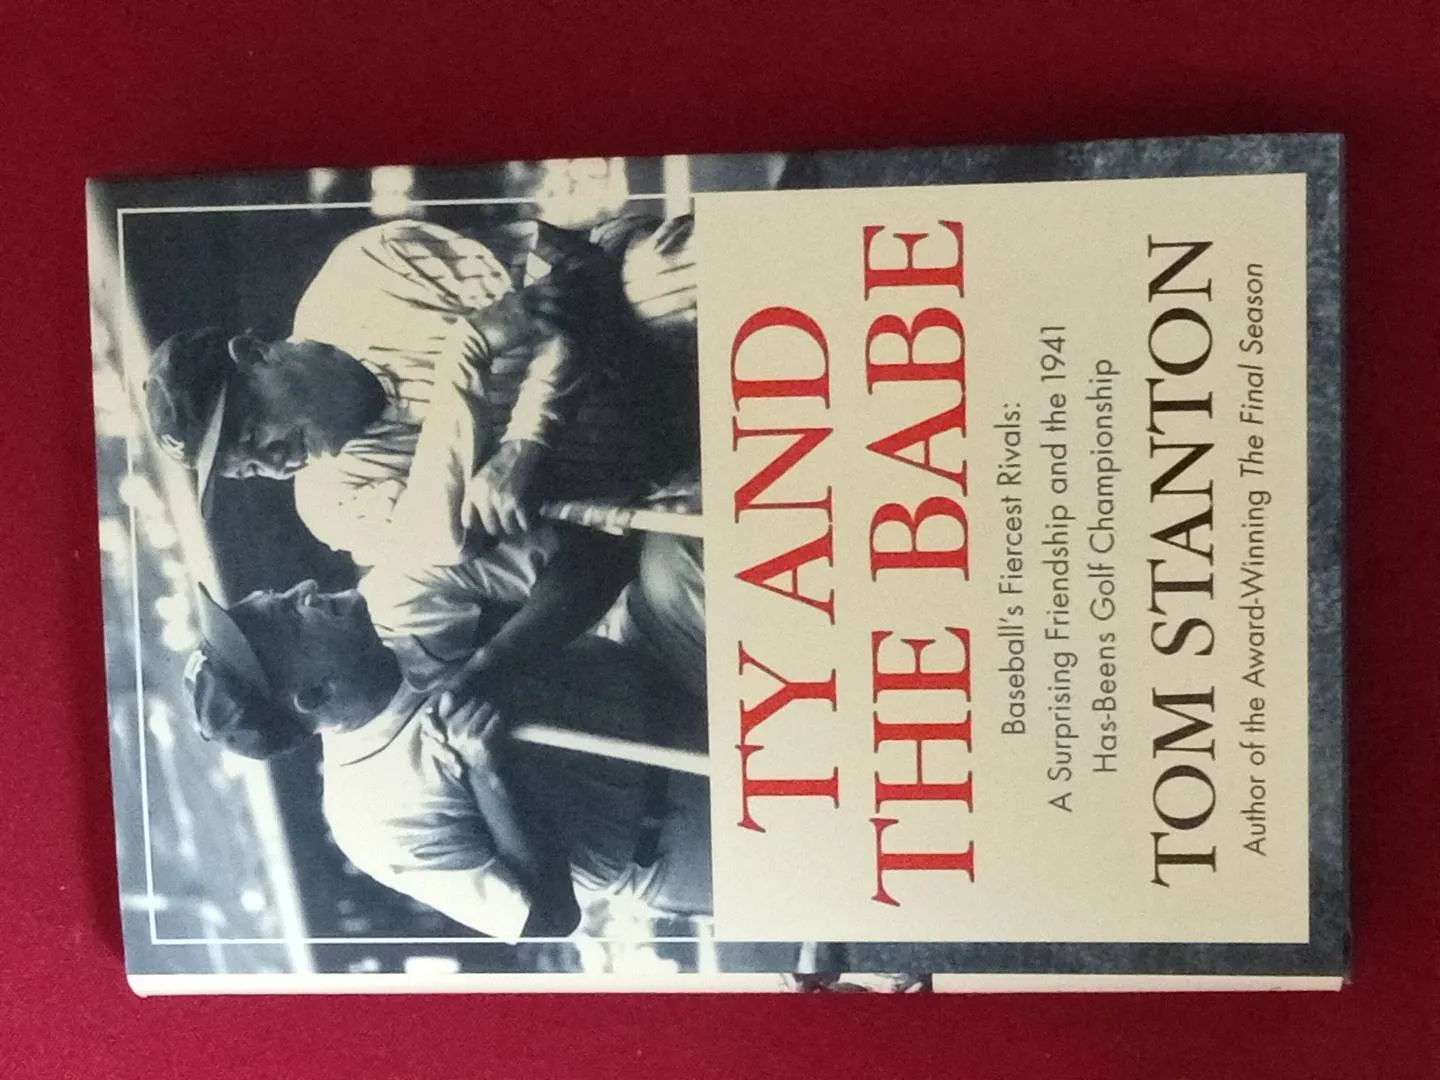 TY AND
THE BABE
Baseball's Fiercest Rivals:
A Surprising Friendship and the 1941
Has-Beens Golf Championship
TOM STANTON
Author of the Award-Winning The Final Season